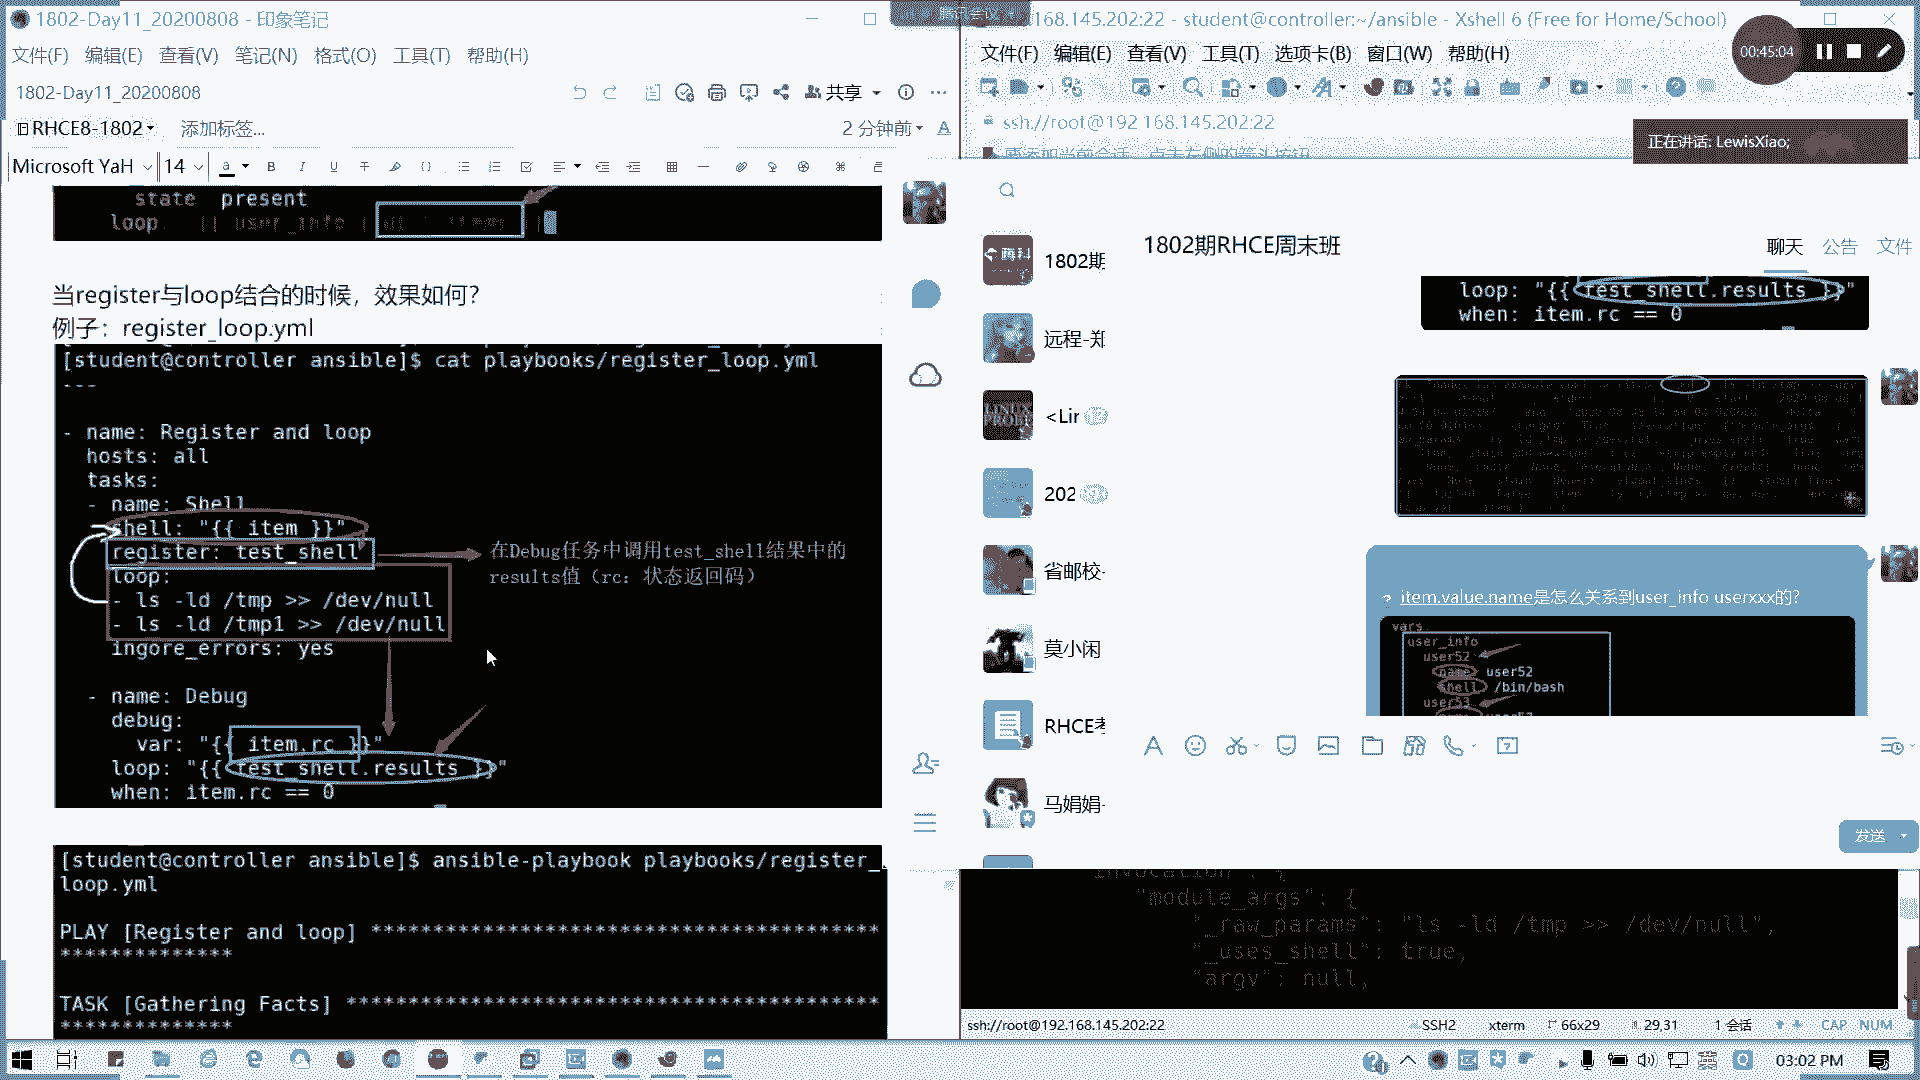 1802-Day11_20200808 - 印象笔记
文件(F) 编辑(E) 查看(V) 笔记(N) 格式(O) 工具(T) 帮助(H)
1802-Day11_20200808
共享
RHCE8-1802
添加标签...
2 分钟前
Microsoft YaH
14
state present
loop
当register与loop结合的时候，效果如何？
例子：register_loop.yml
[student@controller ansible]$ cat playbooks/register_loop.yml
---
- name: Register and loop
hosts: all
tasks:
- name: Shell
shell: "{{ item }}"
register: test_shell
loop:
- ls -ld /tmp >> /dev/null
- ls -ld /tmp1 >> /dev/null
ingore_errors: yes
在Debug任务中调用test_shell结果中的
results值（rc：状态返回码）
- name: Debug
debug:
var: "{{ item.rc }}"
loop: "{{ test_shell.results }}"
when: item.rc == 0
[student@controller ansible]$ ansible-playbook playbooks/register_
loop.yml
PLAY [Register and loop] ****************************************
**************
TASK [Gathering Facts] ******************************************
**************
168.145.202:22 - student@controller:~/ansible - Xshell 6 (Free for Home/School)
文件(F) 编辑(E) 查看(V) 工具(T) 选项卡(B) 窗口(W) 帮助(H)
00:45:04
ssh://root@192.168.145.202:22
正在讲话: LewisXiao;
1802期
远程-郑
<Lir
202
省邮校-
莫小闲
RHCE考
马娟娟-
1802期RHCE周末班
聊天 公告 文件
loop: "{{ test_shell.results }}"
when: item.rc == 0
item.value.name是怎么关系到user_info userxxx的?
vars
user_info
user52
name user52
shell /bin/bash
user53
发送
invocation": {
"module_args": {
"_raw_params": "ls -ld /tmp >> /dev/null",
"_uses_shell": true,
"argv": null,
ssh://root@192.168.145.202:22
SSH2
xterm
66x29
29,31
1 会话
CAP NUM
英
03:02 PM